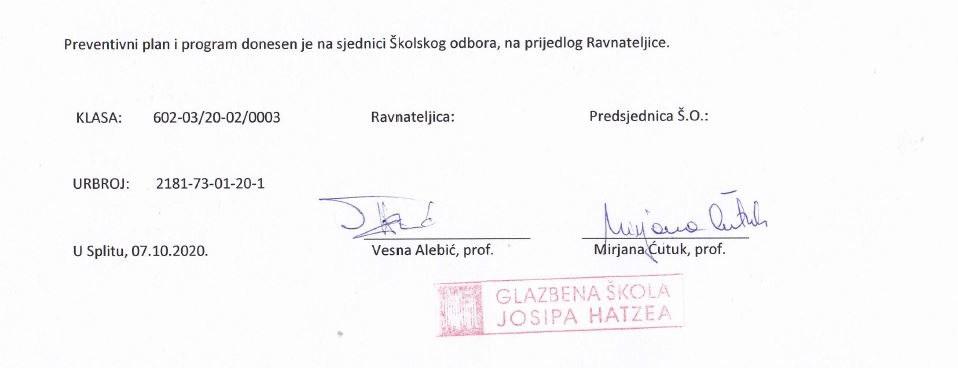 Preventivni plan i program donesen je na sjednici Školskog odbora, na prijedlog Ravnateljice.
KLASA: 602-03/20-02/0003 Ravnateljica: Predsjednica Š.O.:
URBROJ: 2181-73-01-20-1
Mirjana Ćutuk
U Splitu, 07.10.2020. Vesna Alebić, prof. Mirjana Ćutuk, prof.
GLAZBENA ŠKOLA
JOSIPA HATZEA